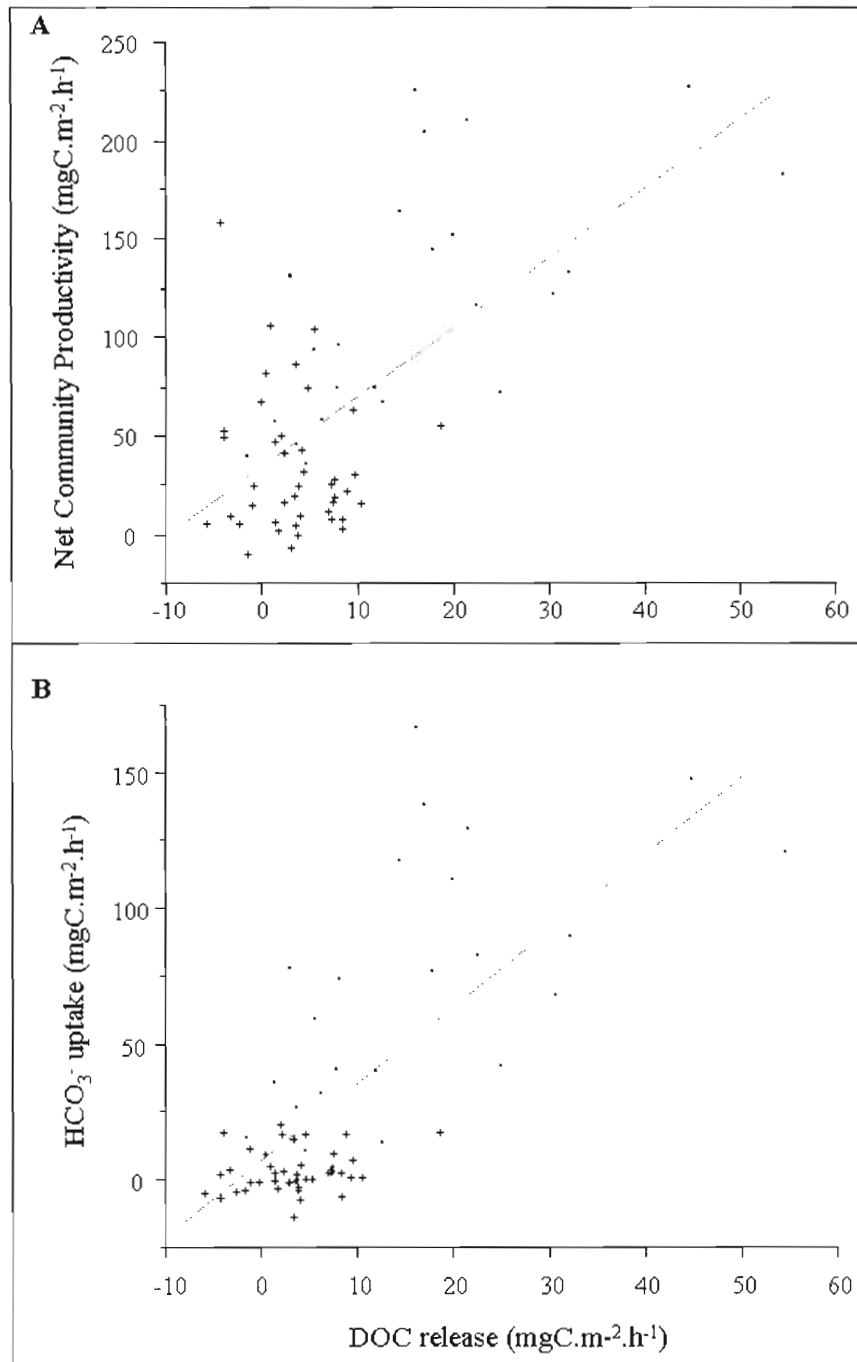 A
Net Community Productivity (mgC.m-2.h-1)
250
200
150
100
50
0
-10 0 10 20 30 40 50 60
B
HCO3- uptake (mgC.m-2.h-1)
150
100
50
0
-10 0 10 20 30 40 50 60
DOC release (mgC.m-2.h-1)